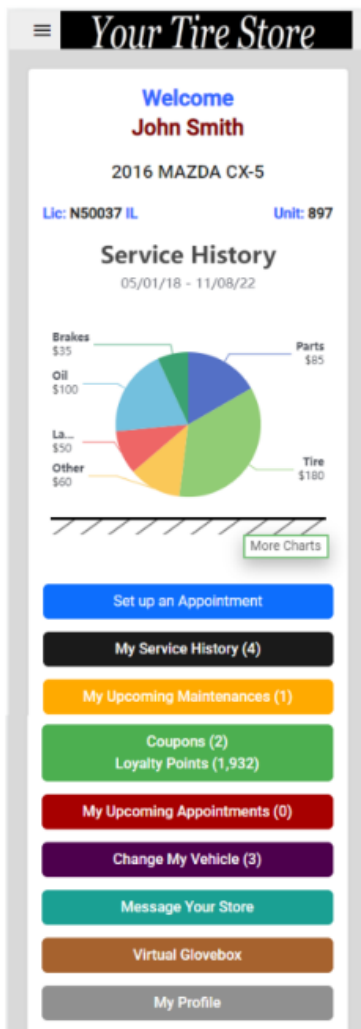 Your Tire Store
Welcome
John Smith
2016 MAZDA CX-5
Lic: N50037 IL Unit: 897
Service History
05/01/18 - 11/08/22
Brakes
$35
Parts
$85
Oil
$100
La...
$50
Other
$60
Tire
$180
More Charts
Set up an Appointment
My Service History (4)
My Upcoming Maintenances (1)
Coupons (2)
Loyalty Points (1,932)
My Upcoming Appointments (0)
Change My Vehicle (3)
Message Your Store
Virtual Glovebox
My Profile